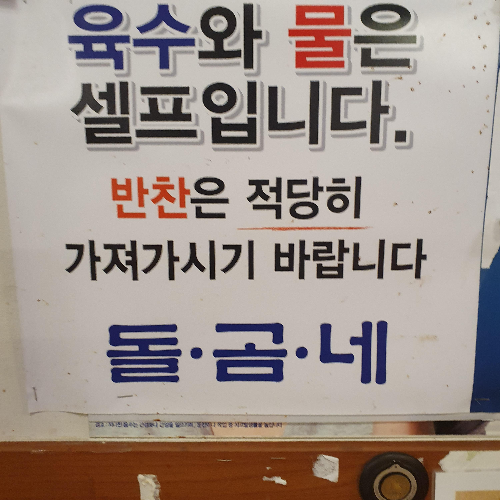 육수와 물은
셀프입니다.
반찬은 적당히
가져가시기 바랍니다
돌·곰·네